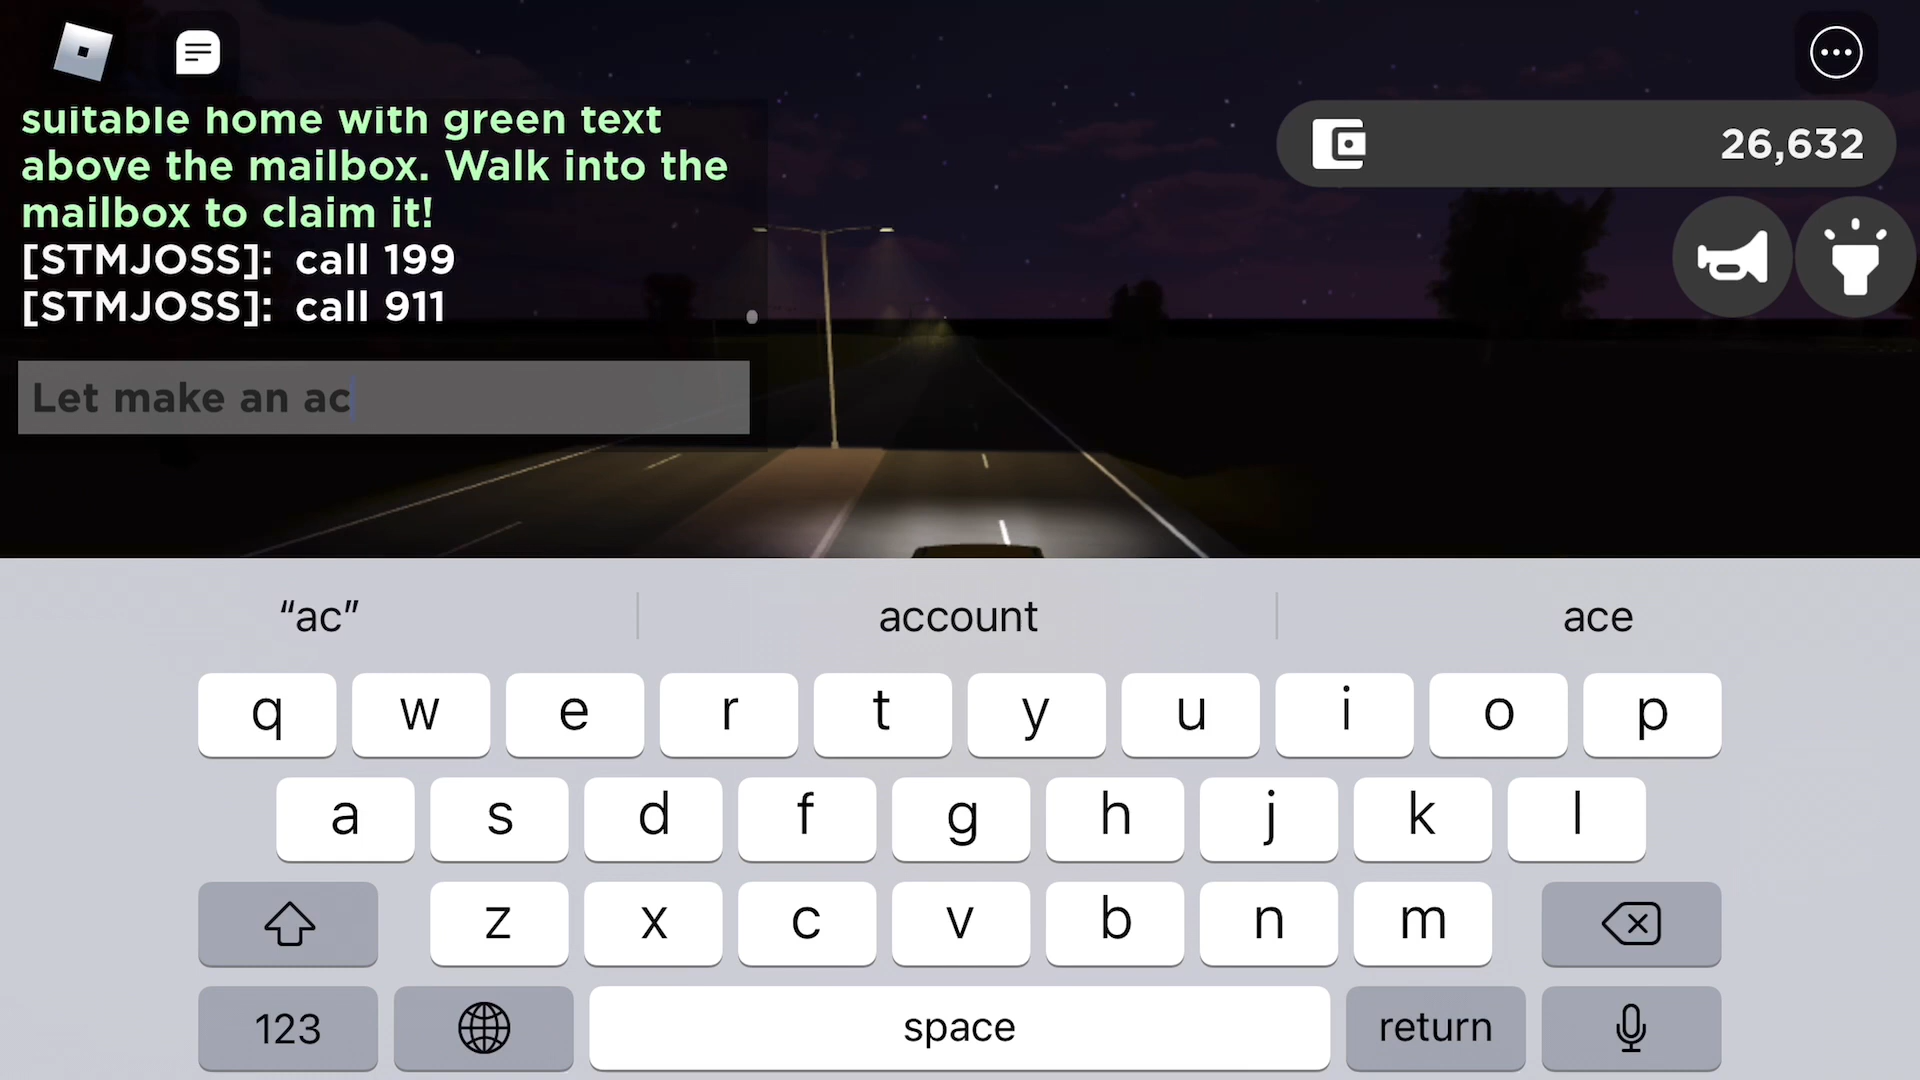 suitable home with green text
above the mailbox. Walk into the
mailbox to claim it!
[STMJOSS]: call 199
[STMJOSS]: call 911
26,632
Let make an ac
“ac” account ace
q w e r t y u i o p
a s d f g h j k l
z x c v b n m
123 space return